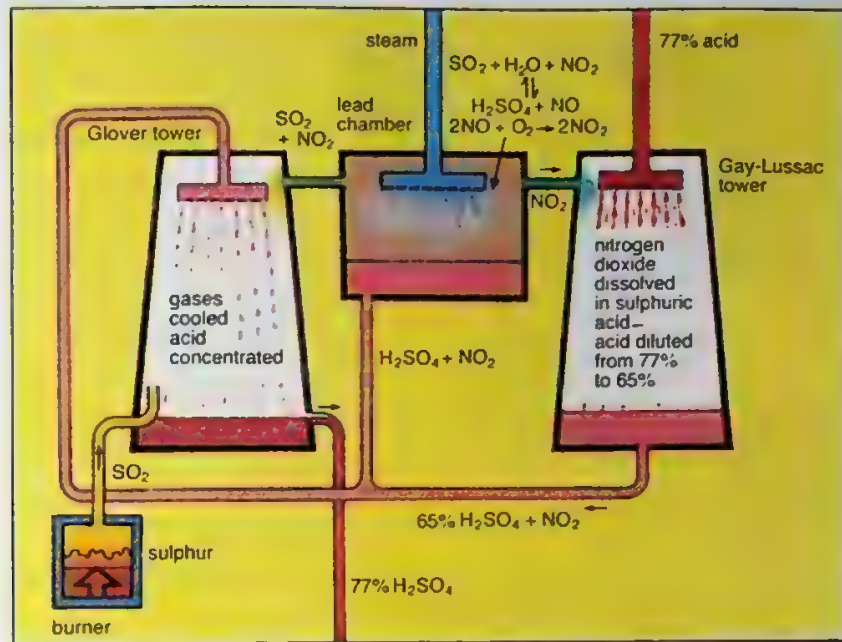 steam
77% acid
SO₂ + H₂O + NO₂
⇅
H₂SO₄ + NO
2NO + O₂ → 2NO₂
lead
chamber
SO₂
+ NO₂
Glover tower
Gay-Lussac
tower
NO₂
nitrogen
dioxide
dissolved
in sulphuric
acid–
acid diluted
from 77%
to 65%
gases
cooled
acid
concentrated
H₂SO₄ + NO₂
SO₂
65% H₂SO₄ + NO₂
sulphur
77% H₂SO₄
burner